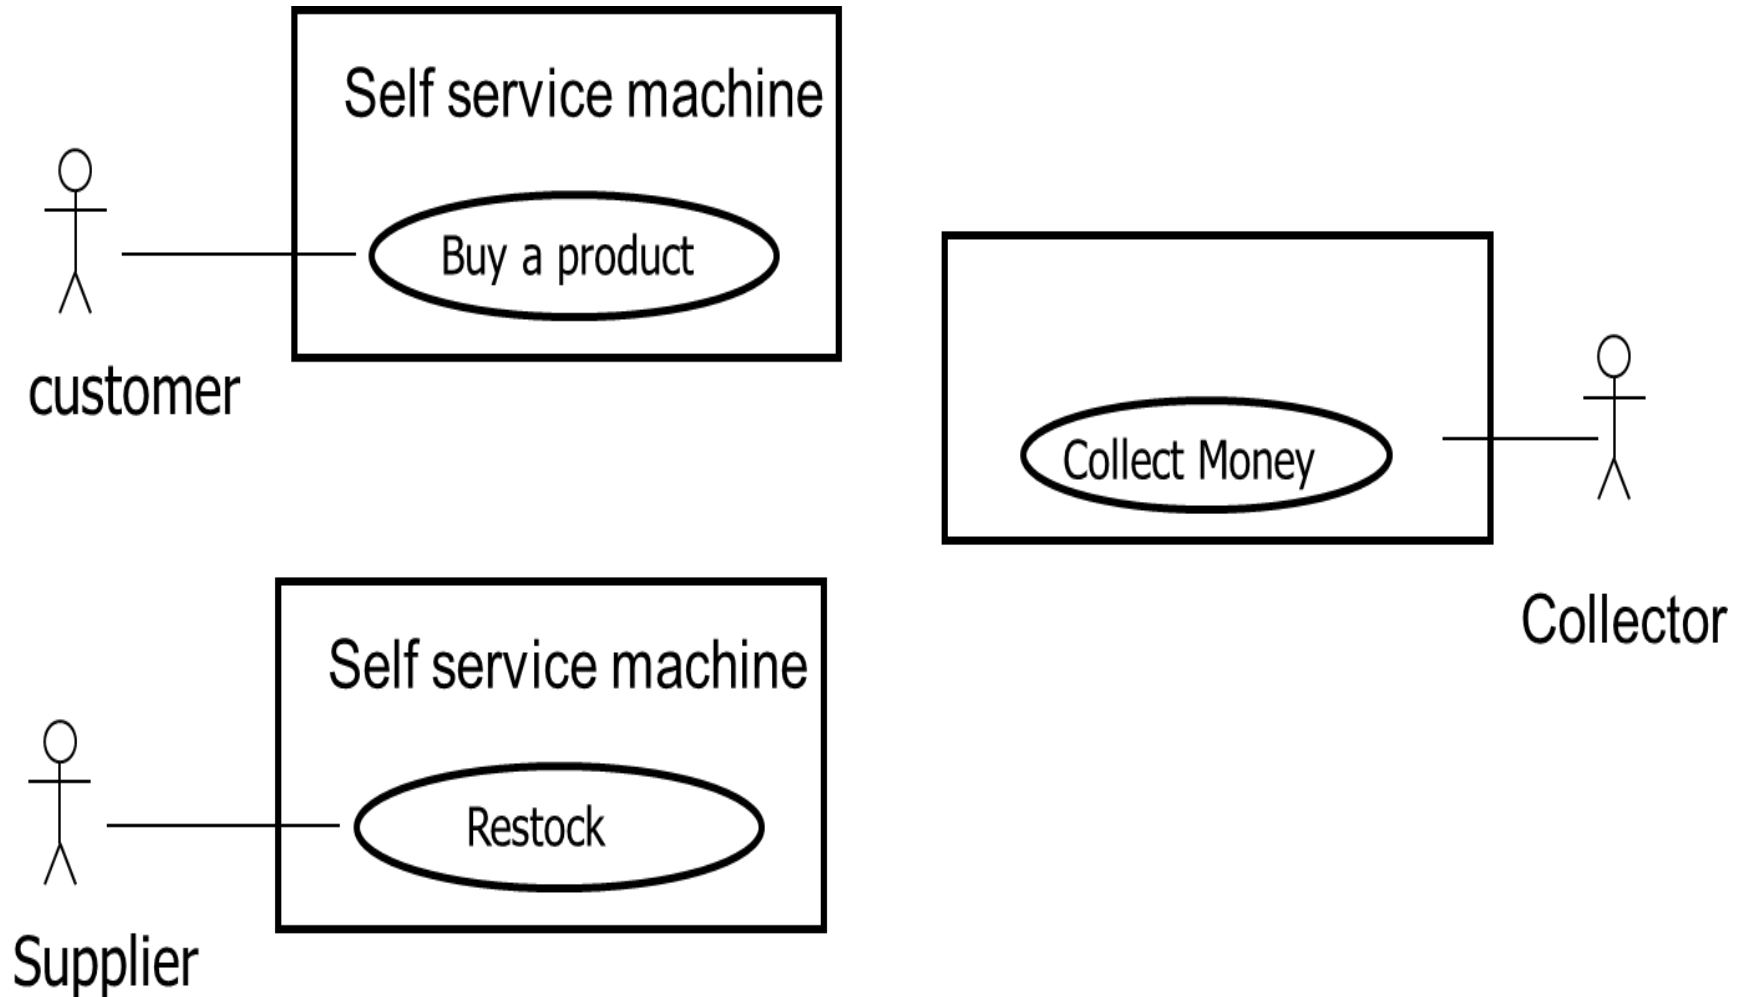 Self service machine
Buy a product
customer
Collect Money
Collector
Self service machine
Restock
Supplier